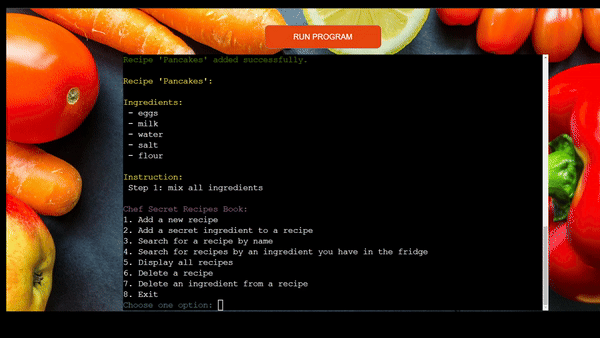 RUN PROGRAM
Recipe 'Pancakes' added successfully.
Recipe 'Pancakes':
Ingredients:
- eggs
- milk
- water
- salt
- flour
Instruction:
Step 1: mix all ingredients
Chef Secret Recipes Book:
1. Add a new recipe
2. Add a secret ingredient to a recipe
3. Search for a recipe by name
4. Search for recipes by an ingredient you have in the fridge
5. Display all recipes
6. Delete a recipe
7. Delete an ingredient from a recipe
8. Exit
Choose one option: